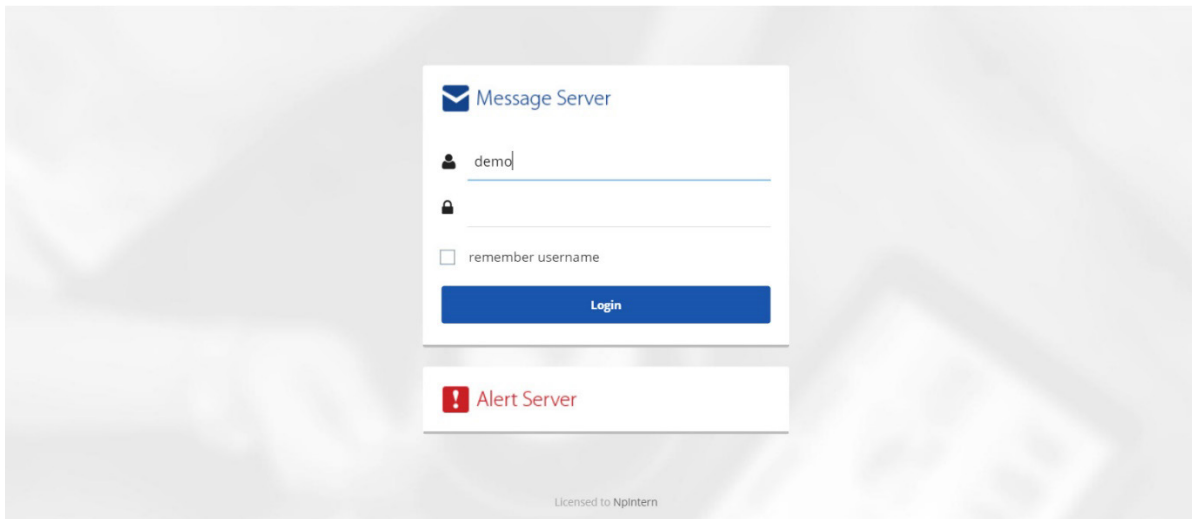 Message Server
demo
remember username
Login
Alert Server
Licensed to NpIntern